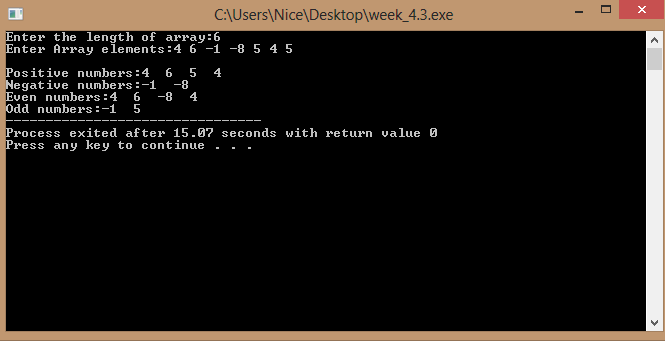 C:\Users\Nice\Desktop\week_4.3.exe
Enter the length of array:6
Enter Array elements:4 6 -1 -8 5 4 5
Positive numbers:4  6  5  4
Negative numbers:-1  -8
Even numbers:4  6  -8  4
Odd numbers:-1  5
--------------------------------
Process exited after 15.07 seconds with return value 0
Press any key to continue . . .